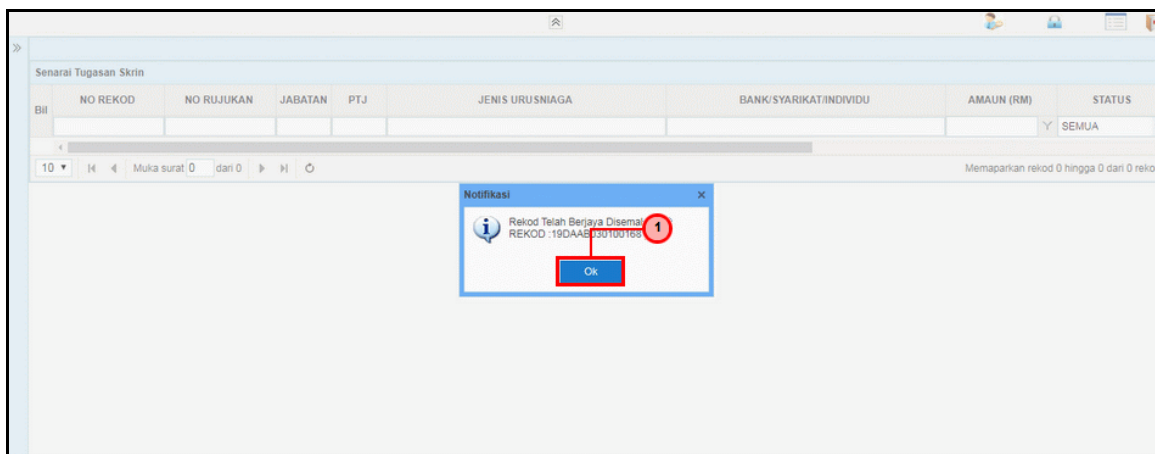 Senarai Tugasan Skrin
Bil NO REKOD NO RUJUKAN JABATAN PTJ JENIS URUSNIAGA BANK/SYARIKAT/INDIVIDU AMAUN (RM) STATUS
SEMUA
10 Muka surat 0 dari 0 Memaparkan rekod 0 hingga 0 dari 0 reko
Notifikasi
Rekod Telah Berjaya
REKOD :19DAAB030100168
1
Ok